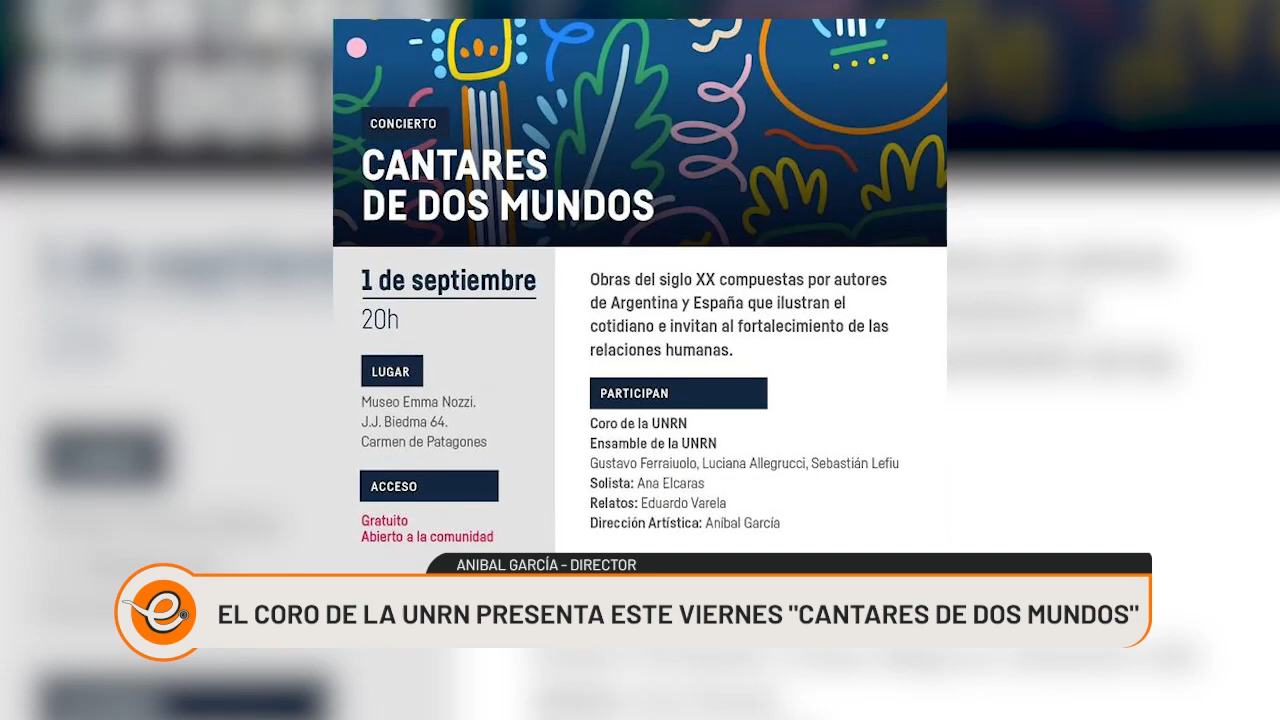 CONCIERTO
CANTARES
DE DOS MUNDOS
1 de septiembre
20h
LUGAR
Museo Emma Nozzi.
J.J. Biedma 64.
Carmen de Patagones
ACCESO
Gratuito
Abierto a la comunidad
Obras del siglo XX compuestas por autores
de Argentina y España que ilustran el
cotidiano e invitan al fortalecimiento de las
relaciones humanas.
PARTICIPAN
Coro de la UNRN
Ensamble de la UNRN
Gustavo Ferraiuolo, Luciana Allegrucci, Sebastián Lefiu
Solista: Ana Elcaras
Relatos: Eduardo Varela
Dirección Artística: Aníbal García
ANIBAL GARCÍA - DIRECTOR
EL CORO DE LA UNRN PRESENTA ESTE VIERNES "CANTARES DE DOS MUNDOS"